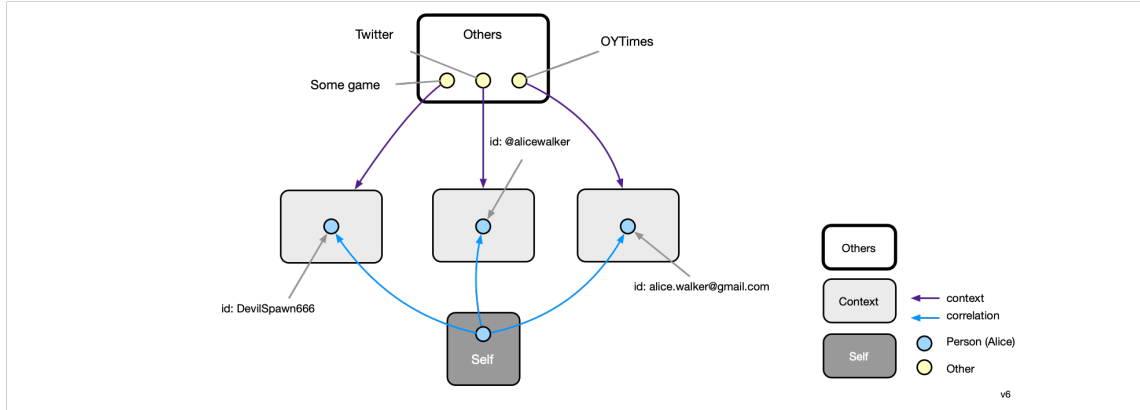 Twitter
Others
OYTimes
Some game
id: @alicewalker
id: DevilSpawn666
id: alice.walker@gmail.com
Self
Others
Context
context
correlation
Self
Person (Alice)
Other
v6